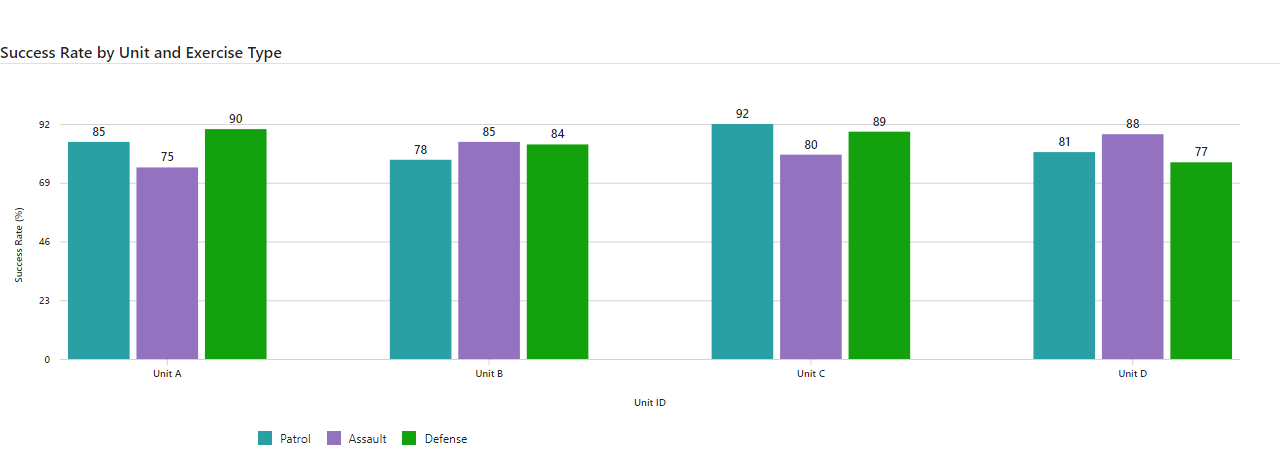 Success Rate by Unit and Exercise Type
92
69
46
23
0
Success Rate (%)
85 75 90
78 85 84
92 80 89
81 88 77
Unit A Unit B Unit C Unit D
Unit ID
Patrol Assault Defense